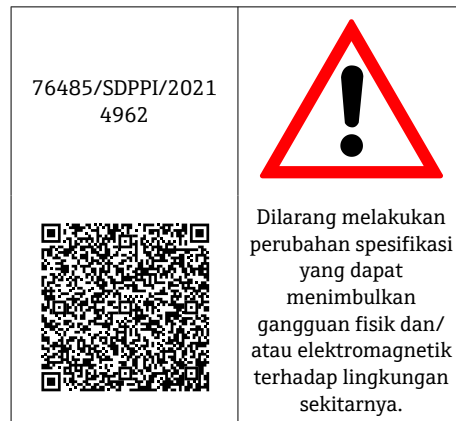 76485/SDPPI/2021
4962
Dilarang melakukan
perubahan spesifikasi
yang dapat
menimbulkan
gangguan fisik dan/
atau elektromagnetik
terhadap lingkungan
sekitarnya.